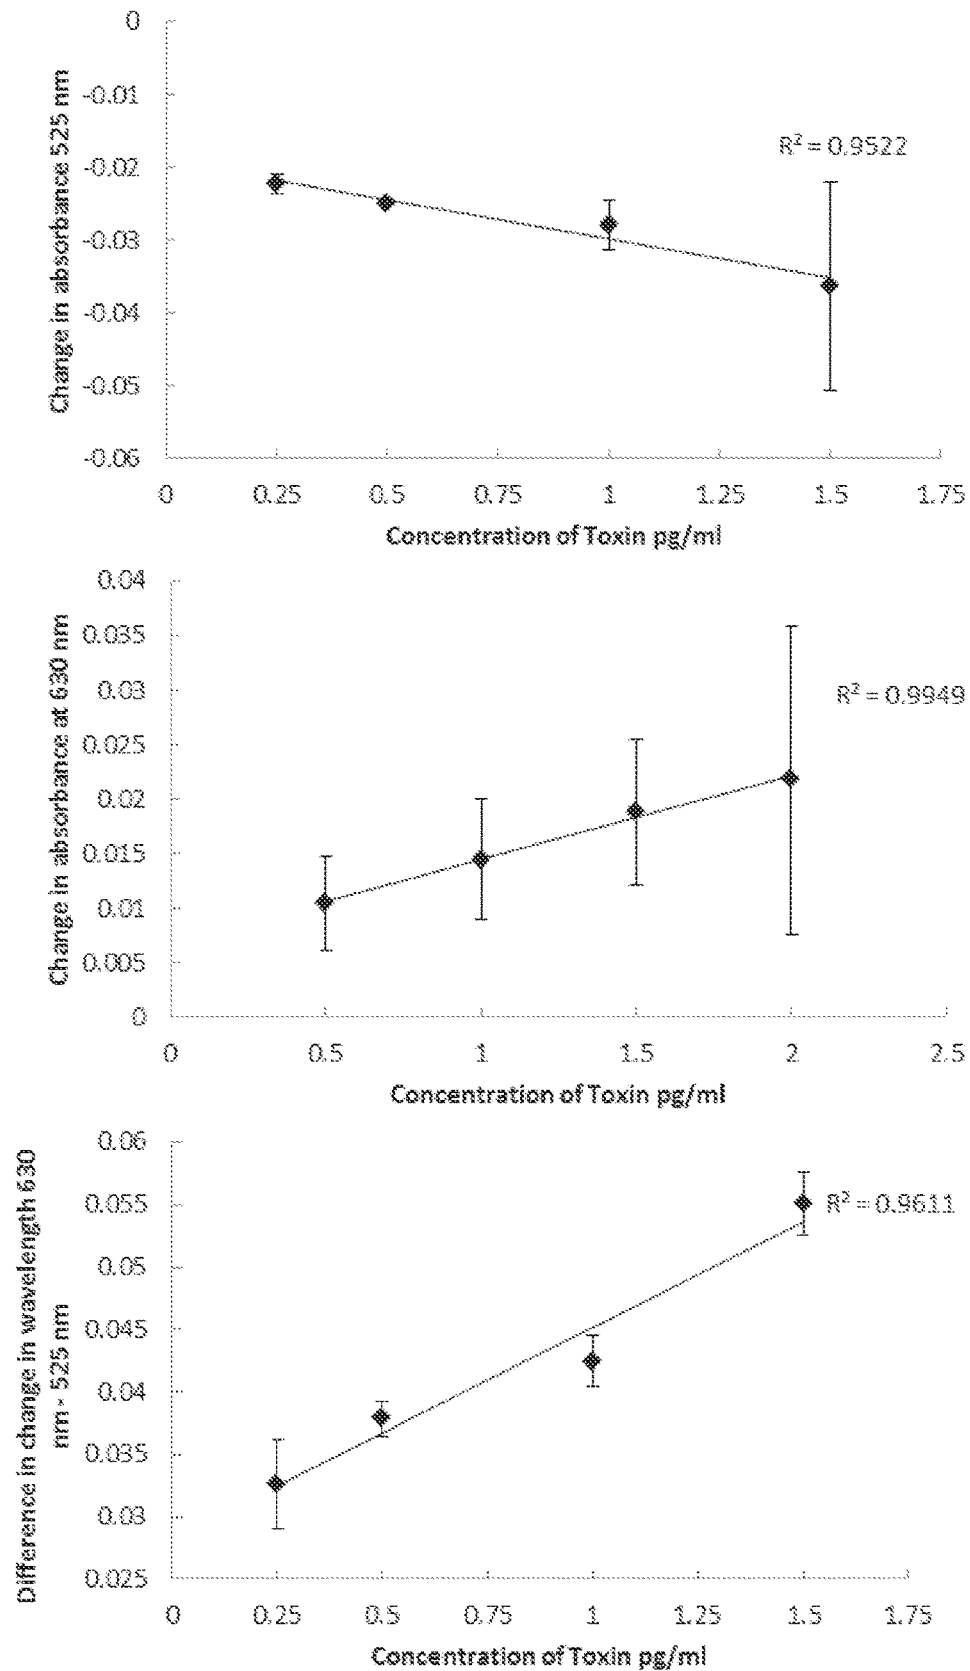 0
-0.01
-0.02
-0.03
-0.04
-0.05
-0.06
Change in absorbance 525 nm
R² = 0.9522
0 0.25 0.5 0.75 1 1.25 1.5 1.75
Concentration of Toxin pg/ml
0.04
0.035
0.03
0.025
0.02
0.015
0.01
0.005
0
Change in absorbance at 630 nm
R² = 0.9949
0 0.5 1 1.5 2 2.5
Concentration of Toxin pg/ml
0.06
0.055
0.05
0.045
0.04
0.035
0.03
0.025
Difference in change in wavelength 630
nm - 525 nm
R² = 0.9611
0 0.25 0.5 0.75 1 1.25 1.5 1.75
Concentration of Toxin pg/ml